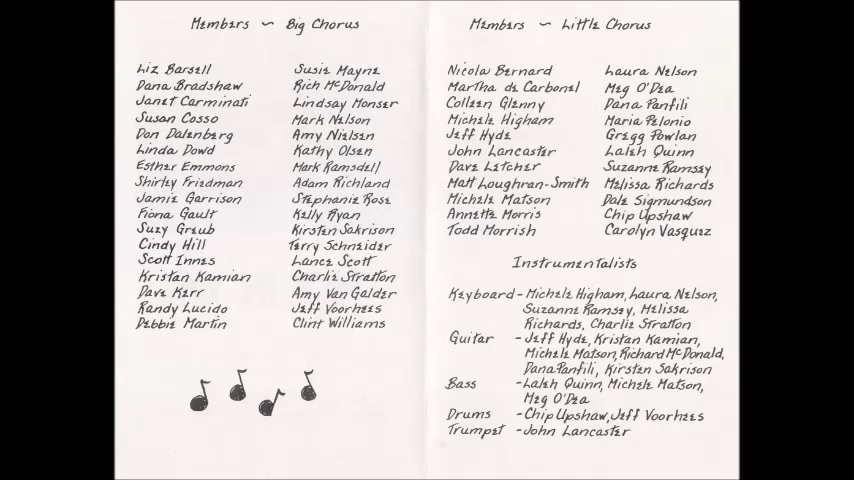 Members ~ Big Chorus
Liz Barsell
Dana Bradshaw
Janet Carminati
Susan Cosso
Don Dalenberg
Linda Dowd
Esther Emmons
Shirley Friedman
Jamie Garrison
Fiona Gault
Suzy Greub
Cindy Hill
Scott Innes
Kristan Kamian
Dave Kerr
Randy Lucido
Debbie Martin
Susie Mayne
Rich McDonald
Lindsay Monser
Mark Nelson
Amy Nielsen
Kathy Olsen
Mark Ramsdell
Adam Richland
Stephanie Rose
Kelly Ryan
Kirsten Sakrison
Terry Schneider
Lance Scott
Charlie Stratton
Amy Van Galder
Jeff Voorhees
Clint Williams
Members ~ Little Chorus
Nicola Bernard
Martha de Carbonel
Colleen Glenny
Michele Higham
Jeff Hyde
John Lancaster
Dave Letcher
Matt Loughran-Smith
Michele Matson
Annette Morris
Todd Morrish
Laura Nelson
Meg O'Dea
Dana Panfili
Maria Pelonio
Gregg Powlan
Laleh Quinn
Suzanne Ramsey
Melissa Richards
Dale Sigmundson
Chip Upshaw
Carolyn Vasquez
Instrumentalists
Keyboard - Michele Higham, Laura Nelson,
Suzanne Ramsey, Melissa
Richards, Charlie Stratton
Guitar - Jeff Hyde, Kristan Kamian,
Michele Matson, Richard McDonald,
Dana Panfili, Kirsten Sakrison
Bass - Laleh Quinn, Michele Matson,
Meg O'Dea
Drums - Chip Upshaw, Jeff Voorhees
Trumpet - John Lancaster